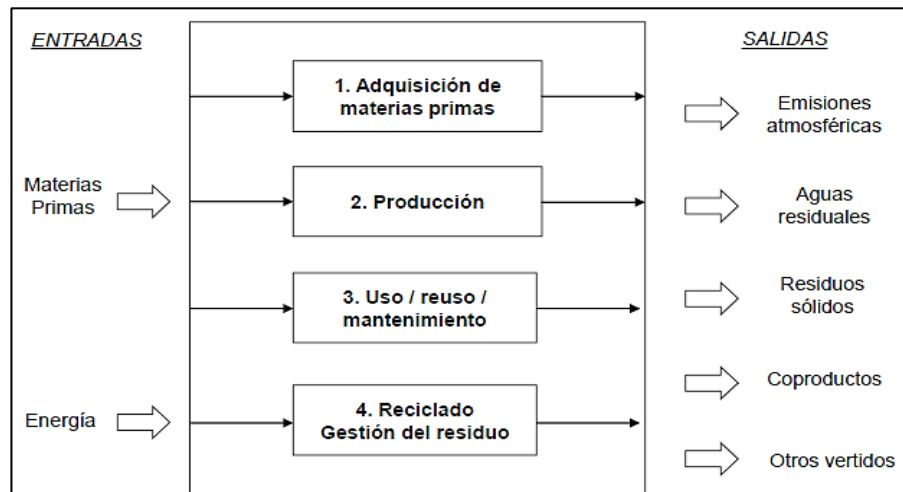 ENTRADAS
SALIDAS
1. Adquisición de
materias primas
Emisiones
atmosféricas
Materias
Primas
2. Producción
Aguas
residuales
3. Uso / reuso /
mantenimiento
Residuos
sólidos
Coproductos
Energía
4. Reciclado
Gestión del residuo
Otros vertidos